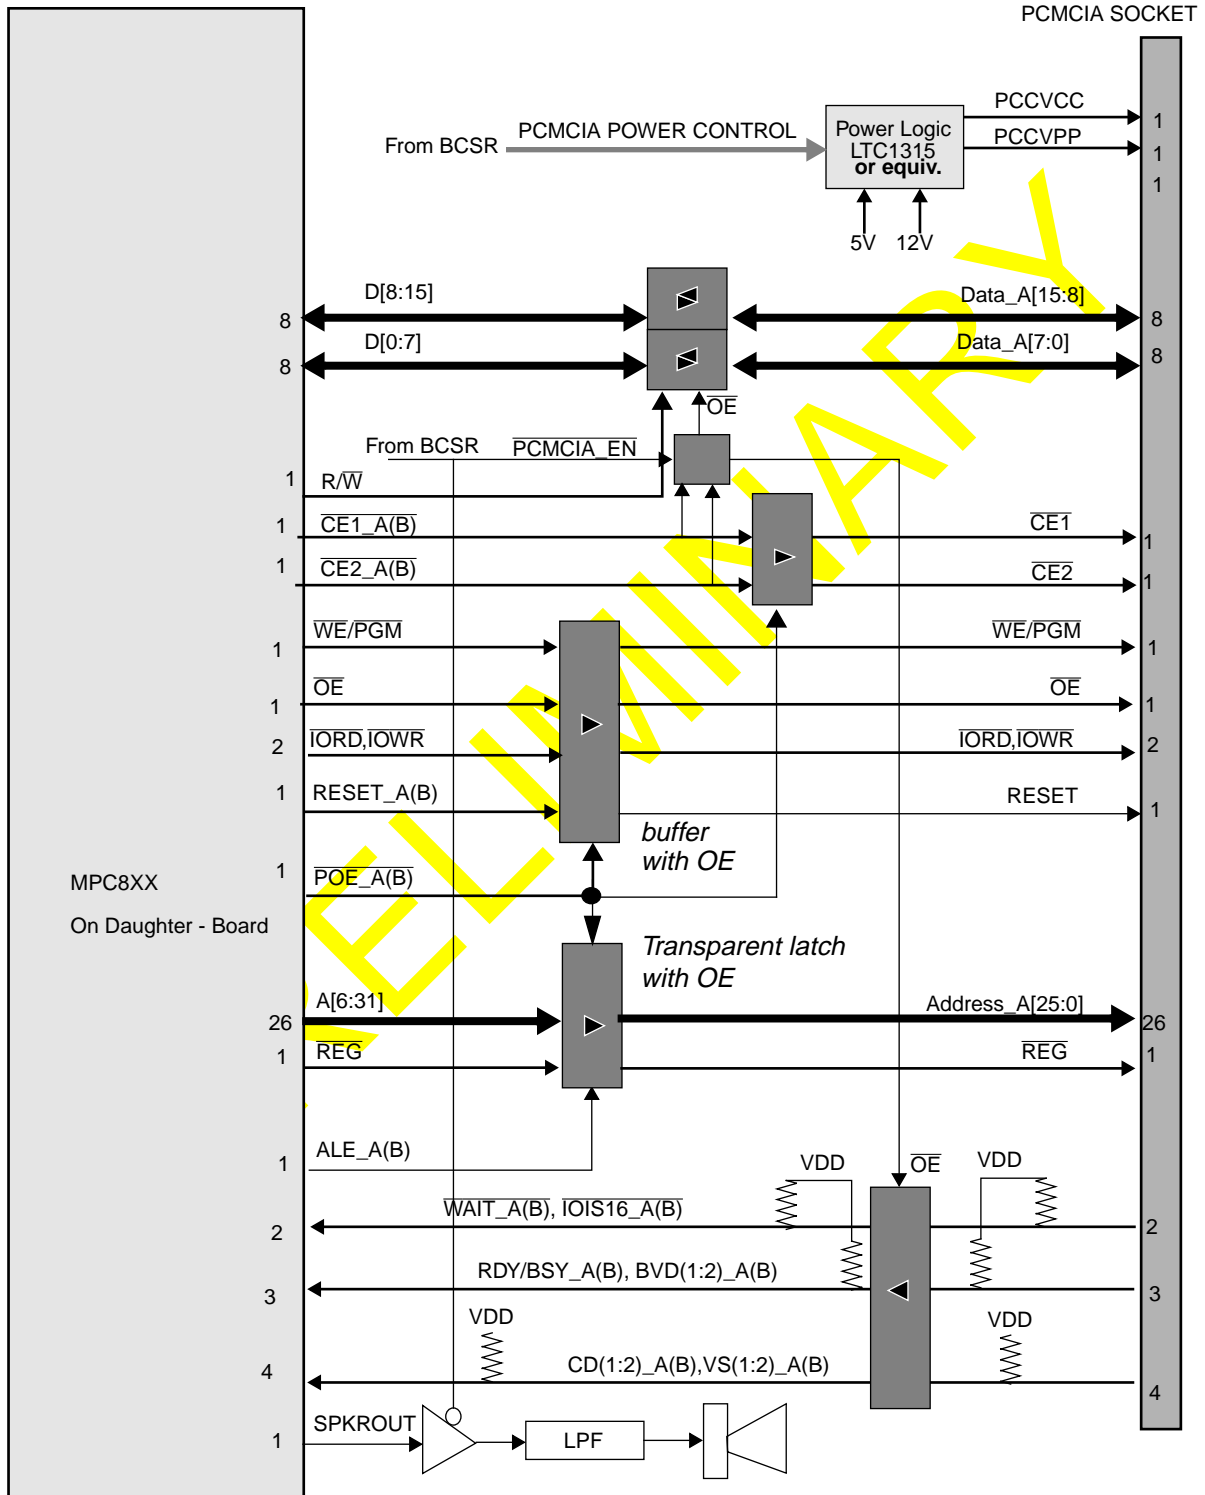 PCMCIA SOCKET
PCCVCC
1
From BCSR
PCMCIA POWER CONTROL
Power Logic
LTC1315
or equiv.
PCCVPP
1
1
5V
12V
D[8:15]
Data_A[15:8]
8
8
D[0:7]
Data_A[7:0]
8
8
OE
From BCSR
PCMCIA_EN
1
R/W
1
CE1_A(B)
CE1
1
1
CE2_A(B)
CE2
1
1
WE/PGM
WE/PGM
1
1
OE
OE
1
2
IORD,IOWR
IORD,IOWR
2
1
RESET_A(B)
RESET
1
buffer
with OE
1
POE_A(B)
MPC8XX
On Daughter - Board
Transparent latch
with OE
26
A[6:31]
Address_A[25:0]
26
1
REG
REG
1
1
ALE_A(B)
VDD
OE
VDD
2
WAIT_A(B), IOIS16_A(B)
2
3
RDY/BSY_A(B), BVD(1:2)_A(B)
3
VDD
VDD
4
CD(1:2)_A(B),VS(1:2)_A(B)
4
1
SPKROUT
LPF
PRELIMINARY